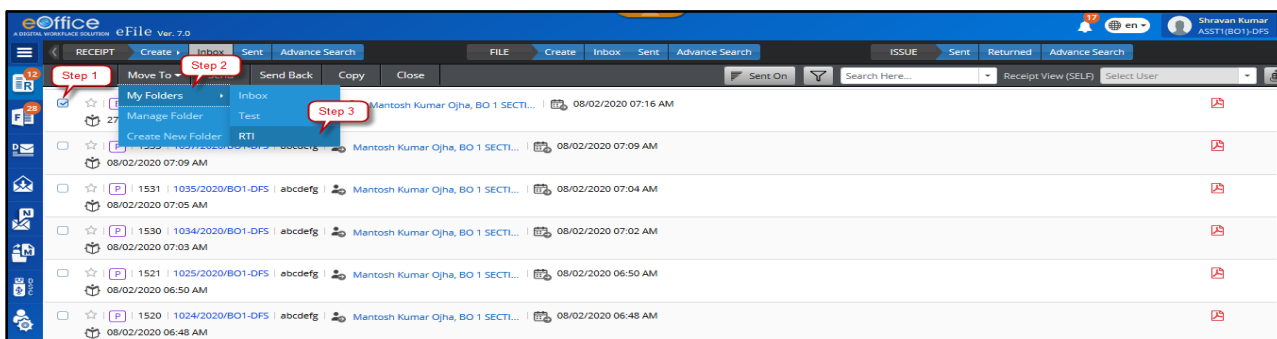 eOffice
A DIGITAL WORKPLACE SOLUTION eFile Ver. 7.0
17 en Shravan Kumar
ASST1(BO1)-DFS
RECEIPT Create Inbox Sent Advance Search FILE Create Inbox Sent Advance Search ISSUE Sent Returned Advance Search
12 Step 1 Move To Step 2 Send Back Copy Close Sent On Search Here... Receipt View (SELF) Select User
My Folders Inbox Step 3 Mantosh Kumar Ojha, BO 1 SECTI... 08/02/2020 07:16 AM
28 27 Manage Folder Test
Create New Folder RTI Mantosh Kumar Ojha, BO 1 SECTI... 08/02/2020 07:09 AM
08/02/2020 07:09 AM
P 1531 1035/2020/BO1-DFS abcdefg Mantosh Kumar Ojha, BO 1 SECTI... 08/02/2020 07:04 AM
08/02/2020 07:05 AM
P 1530 1034/2020/BO1-DFS abcdefg Mantosh Kumar Ojha, BO 1 SECTI... 08/02/2020 07:02 AM
08/02/2020 07:03 AM
P 1521 1025/2020/BO1-DFS abcdefg Mantosh Kumar Ojha, BO 1 SECTI... 08/02/2020 06:50 AM
08/02/2020 06:50 AM
P 1520 1024/2020/BO1-DFS abcdefg Mantosh Kumar Ojha, BO 1 SECTI... 08/02/2020 06:48 AM
08/02/2020 06:48 AM